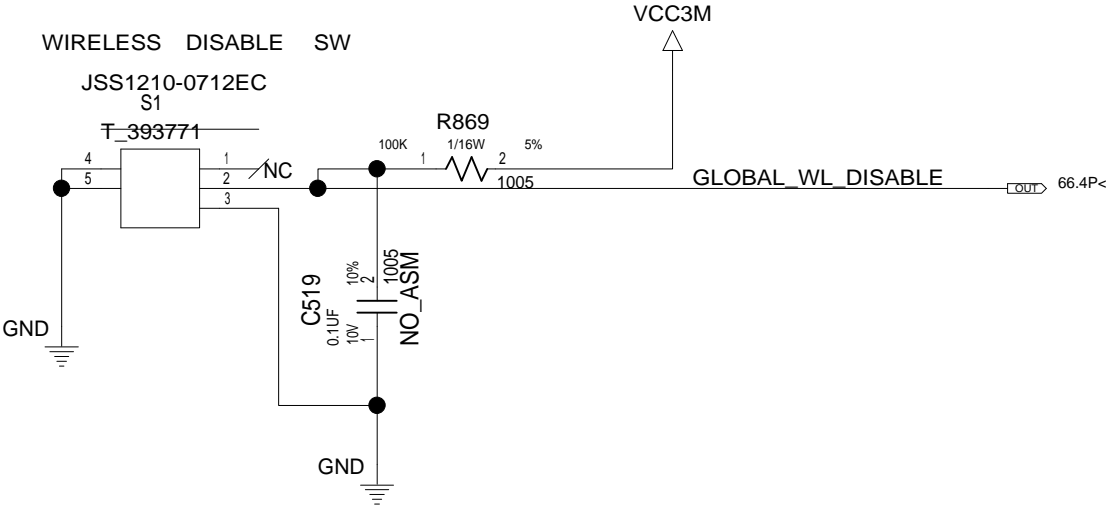 VCC3M
WIRELESS DISABLE SW
JSS1210-0712EC
S1
T_393771
R869
100K 1 1/16W 2 5%
1005
4 1
NC
5 2
3
GLOBAL_WL_DISABLE
OUT 66.4P<
C519
0.1UF
10% 10V
2 1
1005
NO_ASM
GND
GND